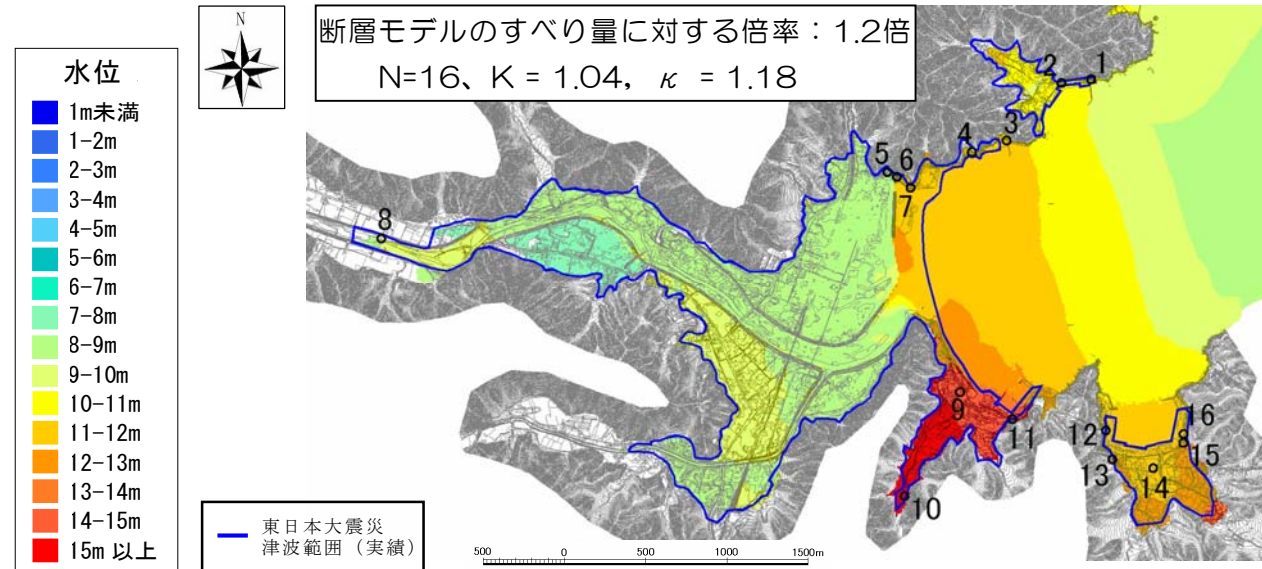 断層モデルのすべり量に対する倍率：1.2倍
N=16、K = 1.04, κ = 1.18
N
水位
1m未満
1-2m
2-3m
3-4m
4-5m
5-6m
6-7m
7-8m
8-9m
9-10m
10-11m
11-12m
12-13m
13-14m
14-15m
15m 以上
1
2
3
4
5
6
7
8
9
10
11
12
13
14
15
16
東日本大震災
津波範囲（実績）
500 0 500 1000 1500m